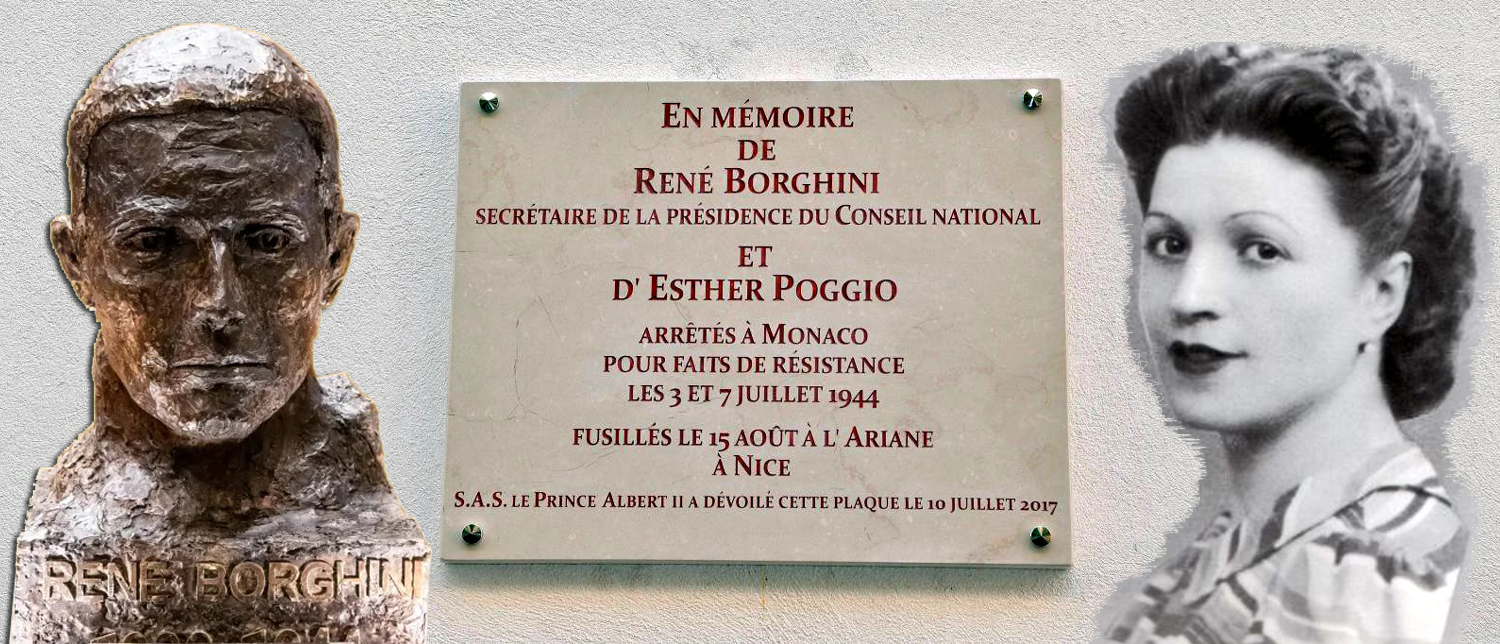 EN MÉMOIRE
DE
RENÉ BORGHINI
SECRÉTAIRE DE LA PRÉSIDENCE DU CONSEIL NATIONAL
ET
D' ESTHER POGGIO
ARRÊTÉS À MONACO
POUR FAITS DE RÉSISTANCE
LES 3 ET 7 JUILLET 1944
FUSILLÉS LE 15 AOÛT À L' ARIANE
À NICE
S.A.S. LE PRINCE ALBERT II A DÉVOILÉ CETTE PLAQUE LE 10 JUILLET 2017
RENÉ BORGHINI